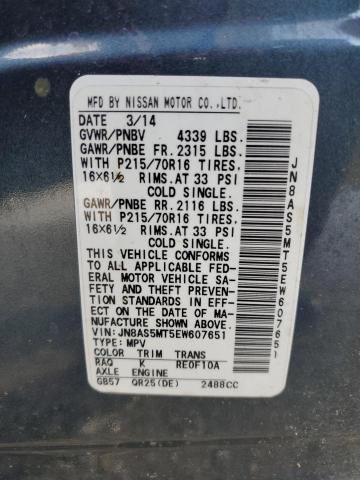 MFD BY NISSAN MOTOR CO.,LTD.
DATE 3/14
GVWR/PNBV 4339 LBS.
GAWR/PNBE FR. 2315 LBS.
WITH P215/70R16 TIRES.
16X6½ RIMS. AT 33 PSI
COLD SINGLE.
GAWR/PNBE RR. 2116 LBS.
WITH P215/70R16 TIRES.
16X6½ RIMS. AT 33 PSI
COLD SINGLE.
THIS VEHICLE CONFORMS
TO ALL APPLICABLE FED-
ERAL MOTOR VEHICLE SA-
FETY AND THEFT PREVENT-
ION STANDARDS IN EFFECT
ON THE DATE OF MA-
NUFACTURE SHOWN ABOVE.
VIN: JN8AS5MT5EW607651
TYPE: MPV
COLOR TRIM TRANS
RAQ K RE0F10A
AXLE ENGINE
GB57 QR25(DE) 2488CC
JN8AS5MT5EW607651